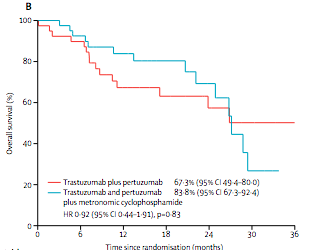 B
100
80
60
40
20
0
Overall survival (%)
Trastuzumab plus pertuzumab 67·3% (95% CI 49·4–80·0)
Trastuzumab and pertuzumab 83·8% (95% CI 67·3–92·4)
plus metronomic cyclophosphamide
HR 0·92 (95% CI 0·44–1·91), p=0·83
0 6 12 18 24 30 36
Time since randomisation (months)